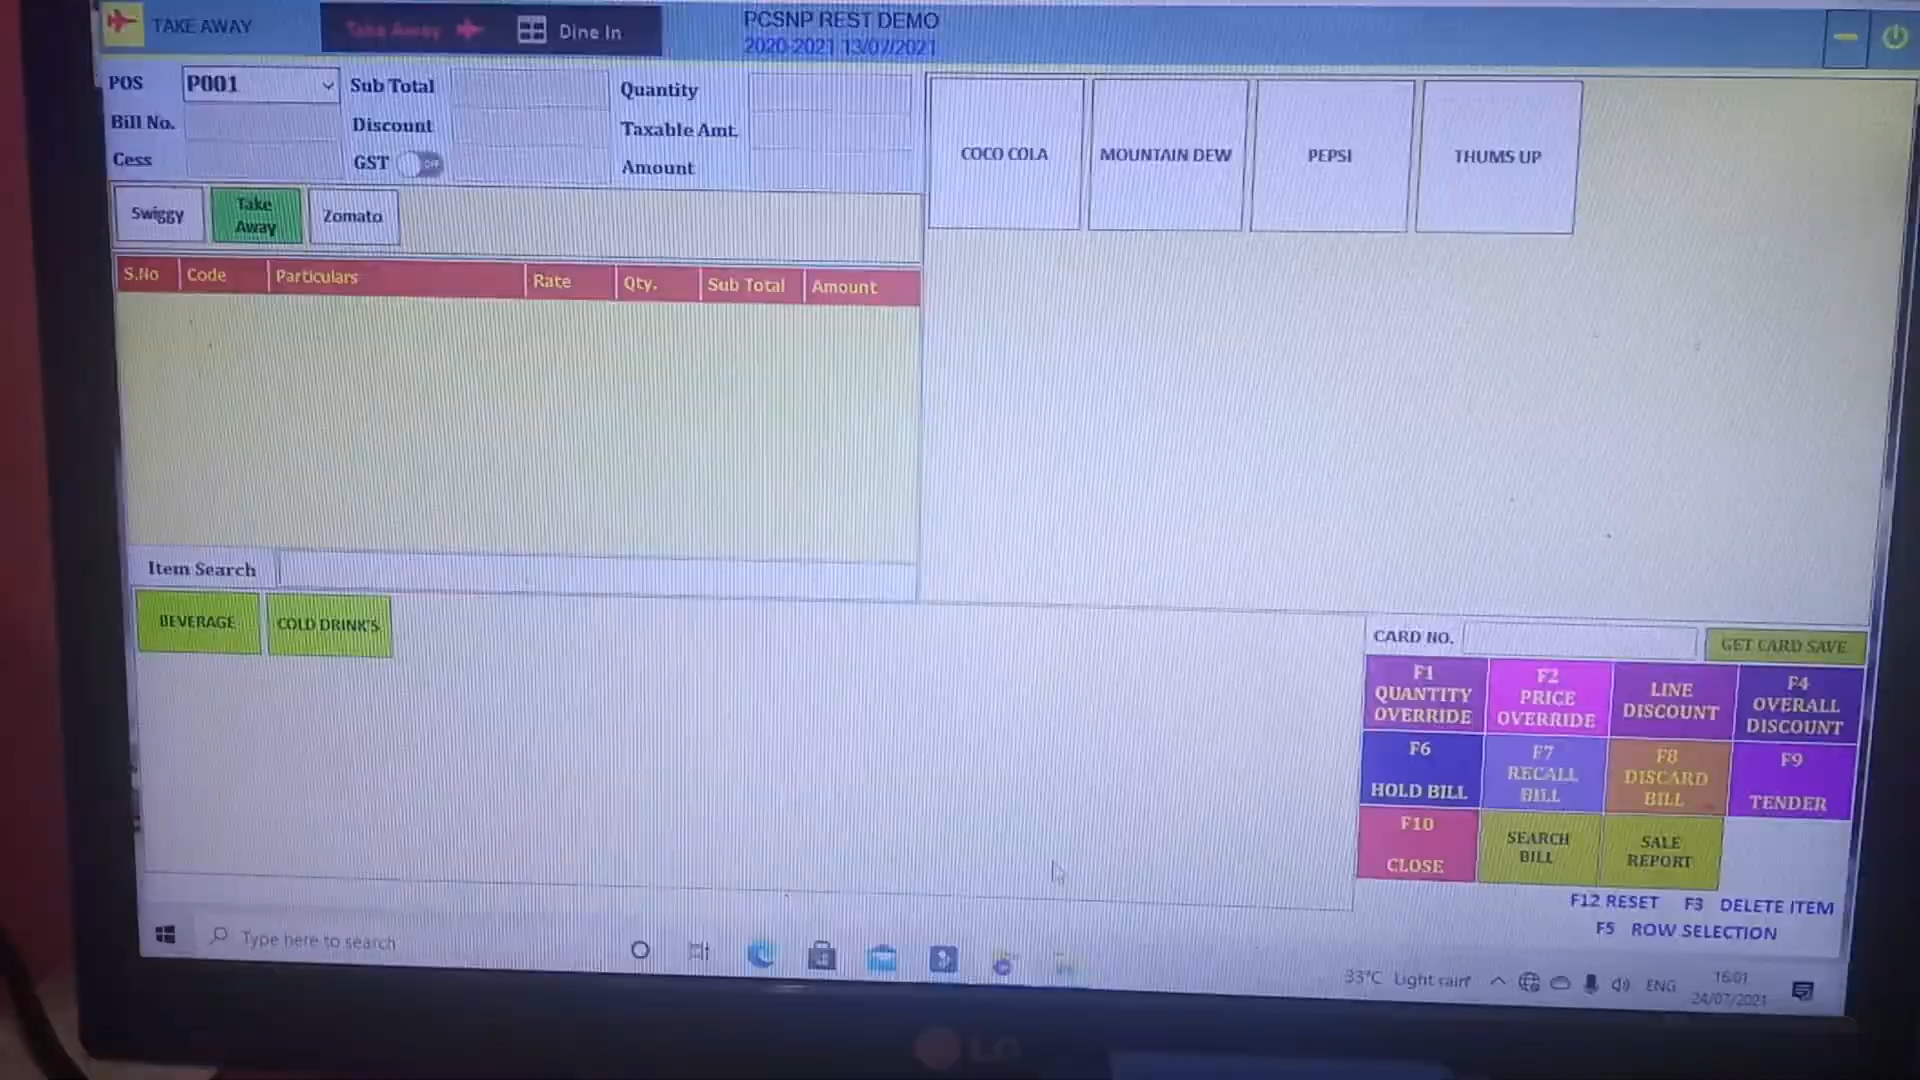 TAKE AWAY
Take Away
Dine In
PCSNP REST DEMO
2020-2021 13/07/2021
POS
P001
Sub Total
Quantity
Bill No.
Discount
Taxable Amt.
Cess
GST
OFF
Amount
COCO COLA
MOUNTAIN DEW
PEPSI
THUMS UP
Swiggy
Take
Away
Zomato
S.No
Code
Particulars
Rate
Qty.
Sub Total
Amount
Item Search
BEVERAGE
COLD DRINK'S
CARD NO.
GET CARD SAVE
F1
QUANTITY
OVERRIDE
F2
PRICE
OVERRIDE
LINE
DISCOUNT
F4
OVERALL
DISCOUNT
F6
HOLD BILL
F7
RECALL
BILL
F8
DISCARD
BILL
F9
TENDER
F10
CLOSE
SEARCH
BILL
SALE
REPORT
F12 RESET F3 DELETE ITEM
F5 ROW SELECTION
Type here to search
33°C Light rain
ENG
16:01
24/07/2021
LG